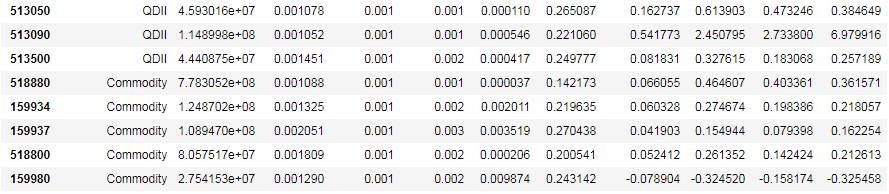 513050 QDII 4.593016e+07 0.001078 0.001 0.001 0.000110 0.265087 0.162737 0.613903 0.473246 0.384649
513090 QDII 1.148998e+08 0.001052 0.001 0.001 0.000546 0.221060 0.541773 2.450795 2.733800 6.979916
513500 QDII 4.440875e+07 0.001451 0.001 0.002 0.000417 0.249777 0.081831 0.327615 0.183068 0.257189
518880 Commodity 7.783052e+08 0.001088 0.001 0.001 0.000037 0.142173 0.066055 0.464607 0.403361 0.361571
159934 Commodity 1.248702e+08 0.001325 0.001 0.002 0.002011 0.219635 0.060328 0.274674 0.198386 0.218057
159937 Commodity 1.089470e+08 0.002051 0.001 0.003 0.003519 0.270438 0.041903 0.154944 0.079398 0.162254
518800 Commodity 8.057517e+07 0.001809 0.001 0.002 0.000206 0.200541 0.052412 0.261352 0.142424 0.212613
159980 Commodity 2.754153e+07 0.001290 0.001 0.002 0.009874 0.243142 -0.078904 -0.324520 -0.158174 -0.325458